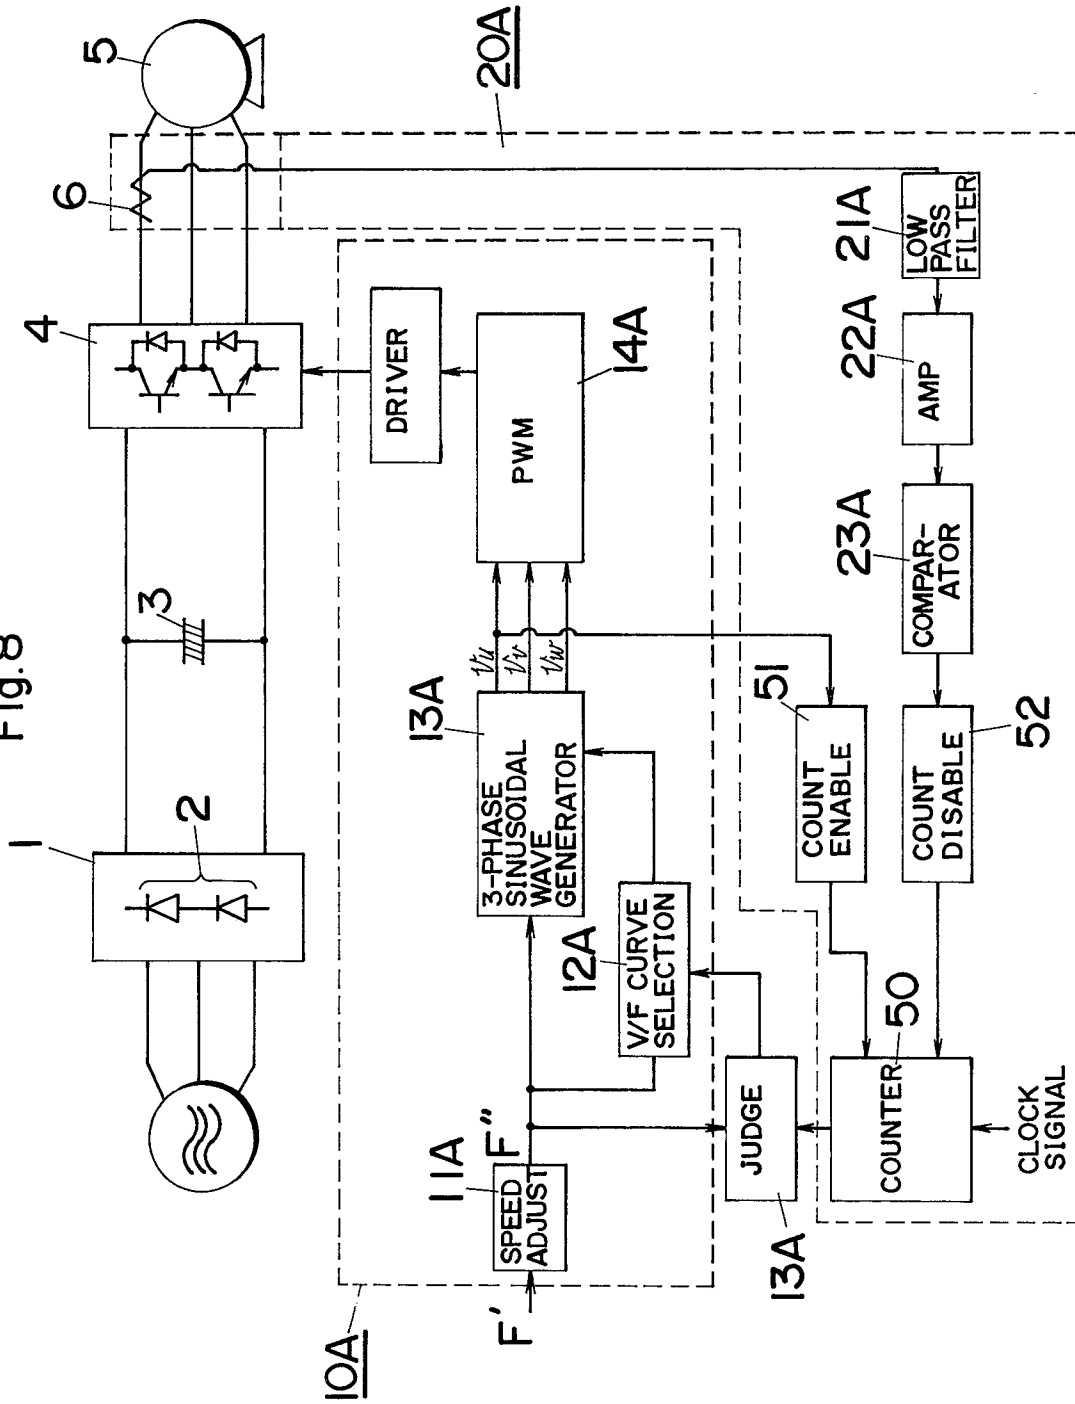 Fig.8
1
2
3
4
5
6
10A
20A
F'
11A
SPEED
ADJUST
F"
12A
V/F CURVE
SELECTION
13A
3-PHASE
SINUSOIDAL
WAVE
GENERATOR
Vu
Vv
Vw
14A
PWM
DRIVER
13A
JUDGE
50
COUNTER
CLOCK
SIGNAL
51
COUNT
ENABLE
52
COUNT
DISABLE
23A
COMPAR-
ATOR
22A
AMP
21A
LOW
PASS
FILTER